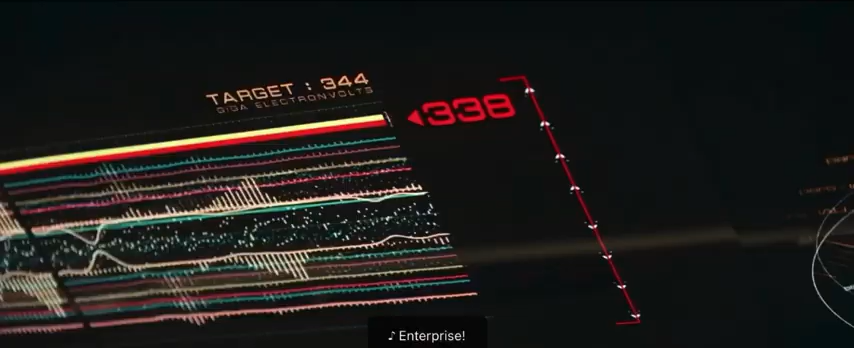 TARGET : 344
GIGA ELECTRONVOLTS
338
♪ Enterprise!